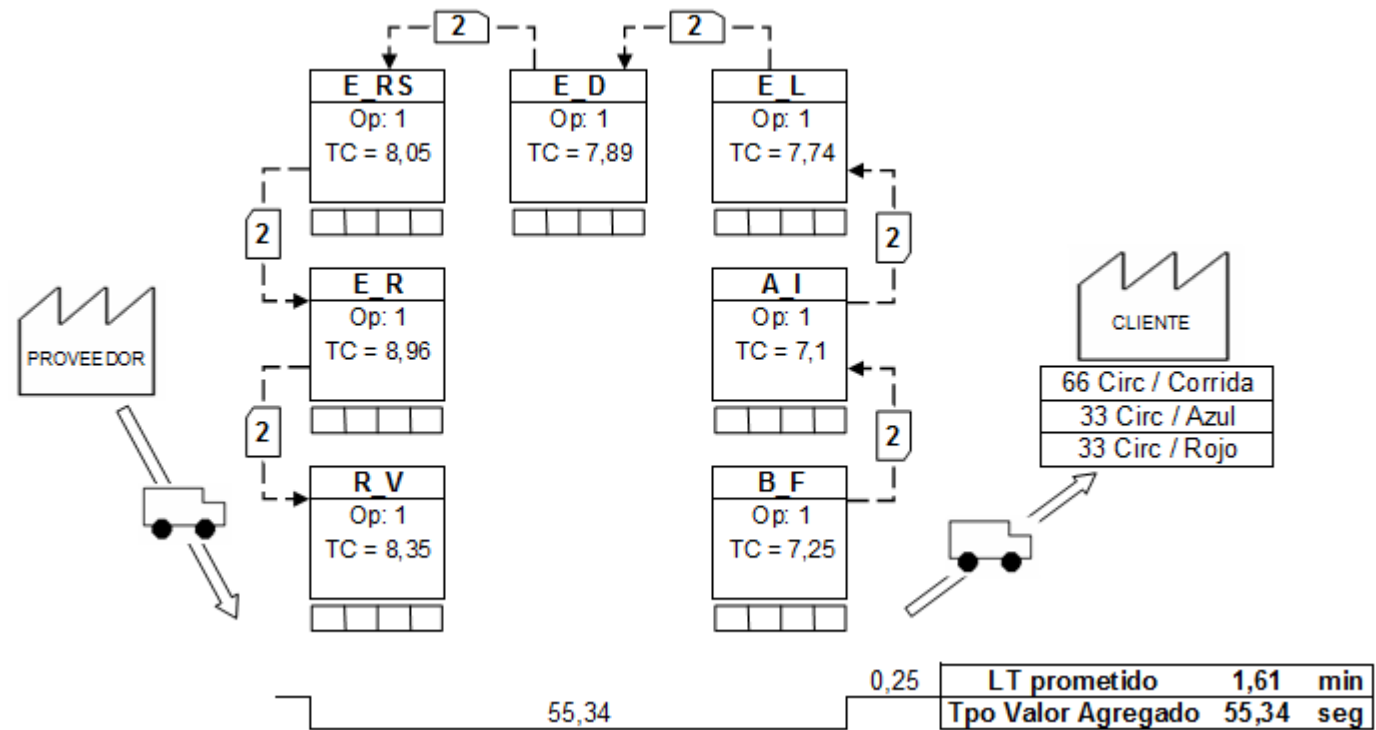 2
2
E_RS
Op: 1
TC = 8,05
E_D
Op: 1
TC = 7,89
E_L
Op: 1
TC = 7,74
2
2
E_R
Op: 1
TC = 8,96
A_I
Op: 1
TC = 7,1
PROVEEDOR
CLIENTE
66 Circ / Corrida
33 Circ / Azul
33 Circ / Rojo
2
2
R_V
Op: 1
TC = 8,35
B_F
Op: 1
TC = 7,25
0,25
LT prometido 1,61 min
55,34
Tpo Valor Agregado 55,34 seg